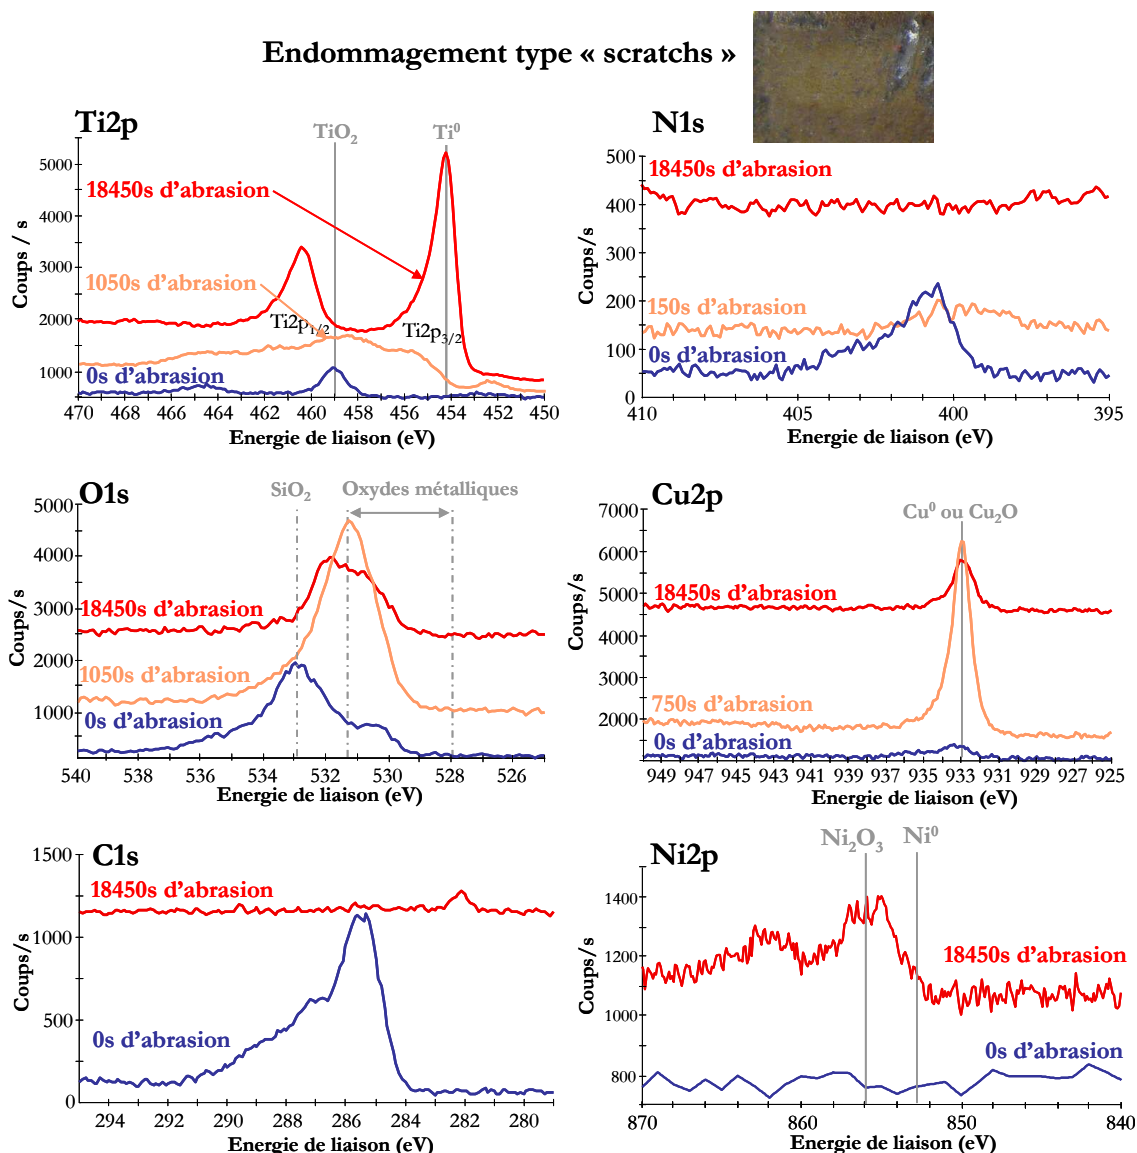 Endommagement type « scratchs »
Ti2p
TiO2
Ti0
5000
4000
3000
2000
1000
Coups / s
18450s d'abrasion
1050s d'abrasion
0s d'abrasion
Ti2p1/2
Ti2p3/2
470 468 466 464 462 460 458 456 454 452 450
Energie de liaison (eV)
N1s
500
400
300
200
100
0
Coups/s
18450s d'abrasion
150s d'abrasion
0s d'abrasion
410 405 400 395
Energie de liaison (eV)
O1s
SiO2
Oxydes métalliques
5000
4000
3000
2000
1000
Coups/s
18450s d'abrasion
1050s d'abrasion
0s d'abrasion
540 536 534 532 530 528 526
Energie de liaison (eV)
Cu2p
Cu0 ou Cu2O
7000
6000
5000
4000
3000
2000
Coups/s
18450s d'abrasion
750s d'abrasion
0s d'abrasion
949 947 945 943 941 939 937 935 933 931 929 927 925
Energie de liaison (eV)
C1s
1500
1000
500
0
Coups/s
18450s d'abrasion
0s d'abrasion
294 292 290 288 286 284 282 280
Energie de liaison (eV)
Ni2p
Ni2O3
Ni0
1400
1200
1000
800
Coups/s
18450s d'abrasion
0s d'abrasion
870 860 850 840
Energie de liaison (eV)